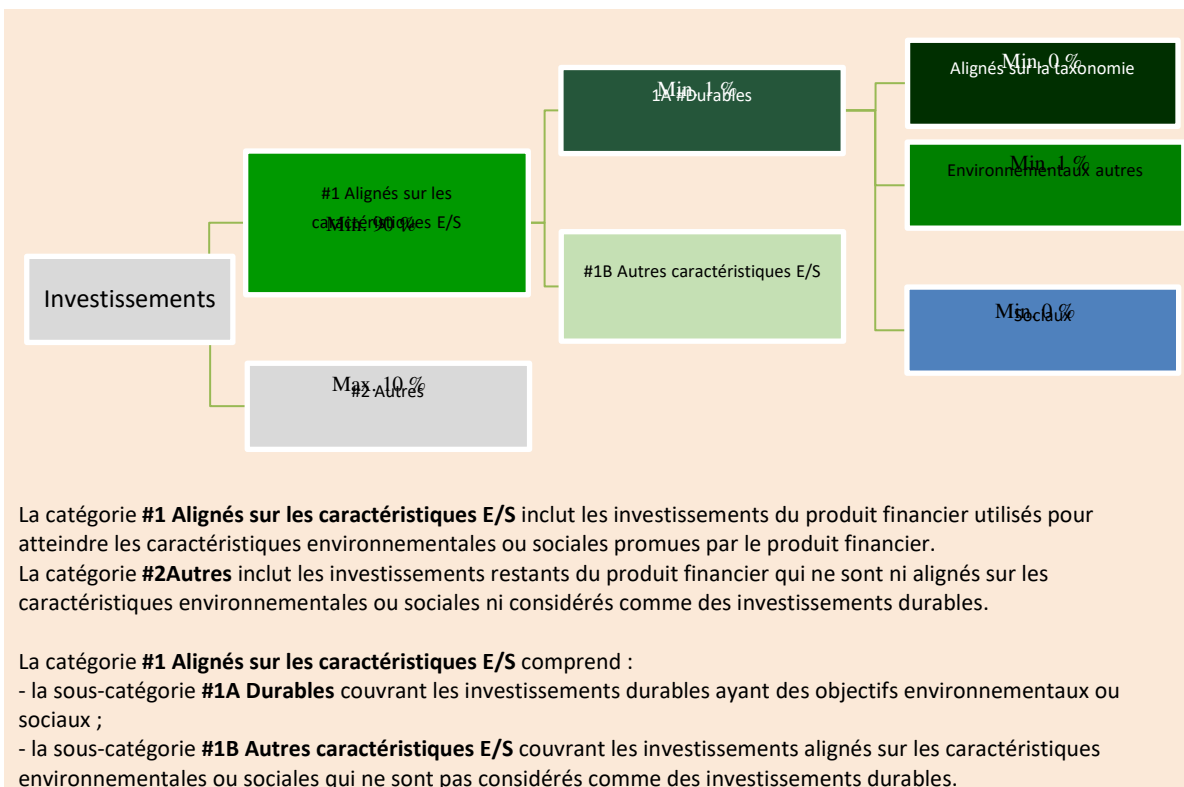 Min. 0 %
Alignés sur la taxonomie
Min. 1 %
1A #Durables
Min. 1 %
Environnementaux autres
#1 Alignés sur les
caractéristiques E/S
Min. 90 %
#1B Autres caractéristiques E/S
Investissements
Min. 0 %
Sociaux
Max. 10 %
#2 Autres
La catégorie #1 Alignés sur les caractéristiques E/S inclut les investissements du produit financier utilisés pour
atteindre les caractéristiques environnementales ou sociales promues par le produit financier.
La catégorie #2Autres inclut les investissements restants du produit financier qui ne sont ni alignés sur les
caractéristiques environnementales ou sociales ni considérés comme des investissements durables.
La catégorie #1 Alignés sur les caractéristiques E/S comprend :
- la sous-catégorie #1A Durables couvrant les investissements durables ayant des objectifs environnementaux ou
sociaux ;
- la sous-catégorie #1B Autres caractéristiques E/S couvrant les investissements alignés sur les caractéristiques
environnementales ou sociales qui ne sont pas considérés comme des investissements durables.